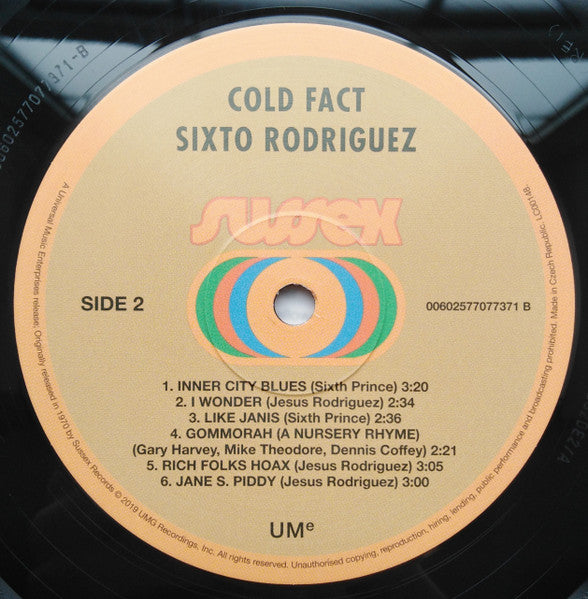 COLD FACT
SIXTO RODRIGUEZ
sussex
SIDE 2
00602577077371 B
1. INNER CITY BLUES (Sixth Prince) 3:20
2. I WONDER (Jesus Rodriguez) 2:34
3. LIKE JANIS (Sixth Prince) 2:36
4. GOMMORAH (A NURSERY RHYME)
(Gary Harvey, Mike Theodore, Dennis Coffey) 2:21
5. RICH FOLKS HOAX (Jesus Rodriguez) 3:05
6. JANE S. PIDDY (Jesus Rodriguez) 3:00
UMe
A Universal Music Enterprises release; Originally released in 1970 by Sussex Records © 2019 UMG Recordings, Inc. All rights reserved. Unauthorised copying, reproduction, hiring, lending, public performance and broadcasting prohibited. Made in Czech Republic. LC00148.
00602577077371-B